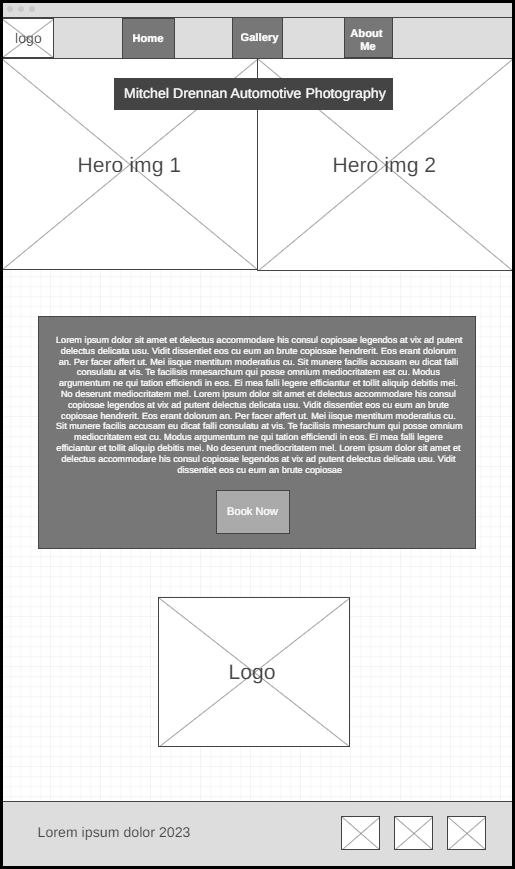 logo
Home
Gallery
About
Me
Mitchel Drennan Automotive Photography
Hero img 1
Hero img 2
Lorem ipsum dolor sit amet et delectus accommodare his consul copiosae legendos at vix ad putent
delectus delicata usu. Vidit dissentiet eos cu eum an brute copiosae hendrerit. Eos erant dolorum
an. Per facer affert ut. Mei iisque mentitum moderatius cu. Sit munere facilis accusam eu dicat falli
consulatu at vis. Te facilisis mnesarchum qui posse omnium mediocritatem est cu. Modus
argumentum ne qui tation efficiendi in eos. Ei mea falli legere efficiantur et tollit aliquip debitis mei.
No deserunt mediocritatem mel. Lorem ipsum dolor sit amet et delectus accommodare his consul
copiosae legendos at vix ad putent delectus delicata usu. Vidit dissentiet eos cu eum an brute
copiosae hendrerit. Eos erant dolorum an. Per facer affert ut. Mei iisque mentitum moderatius cu.
Sit munere facilis accusam eu dicat falli consulatu at vis. Te facilisis mnesarchum qui posse omnium
mediocritatem est cu. Modus argumentum ne qui tation efficiendi in eos. Ei mea falli legere
efficiantur et tollit aliquip debitis mei. No deserunt mediocritatem mel. Lorem ipsum dolor sit amet et
delectus accommodare his consul copiosae legendos at vix ad putent delectus delicata usu. Vidit
dissentiet eos cu eum an brute copiosae
Book Now
Logo
Lorem ipsum dolor 2023